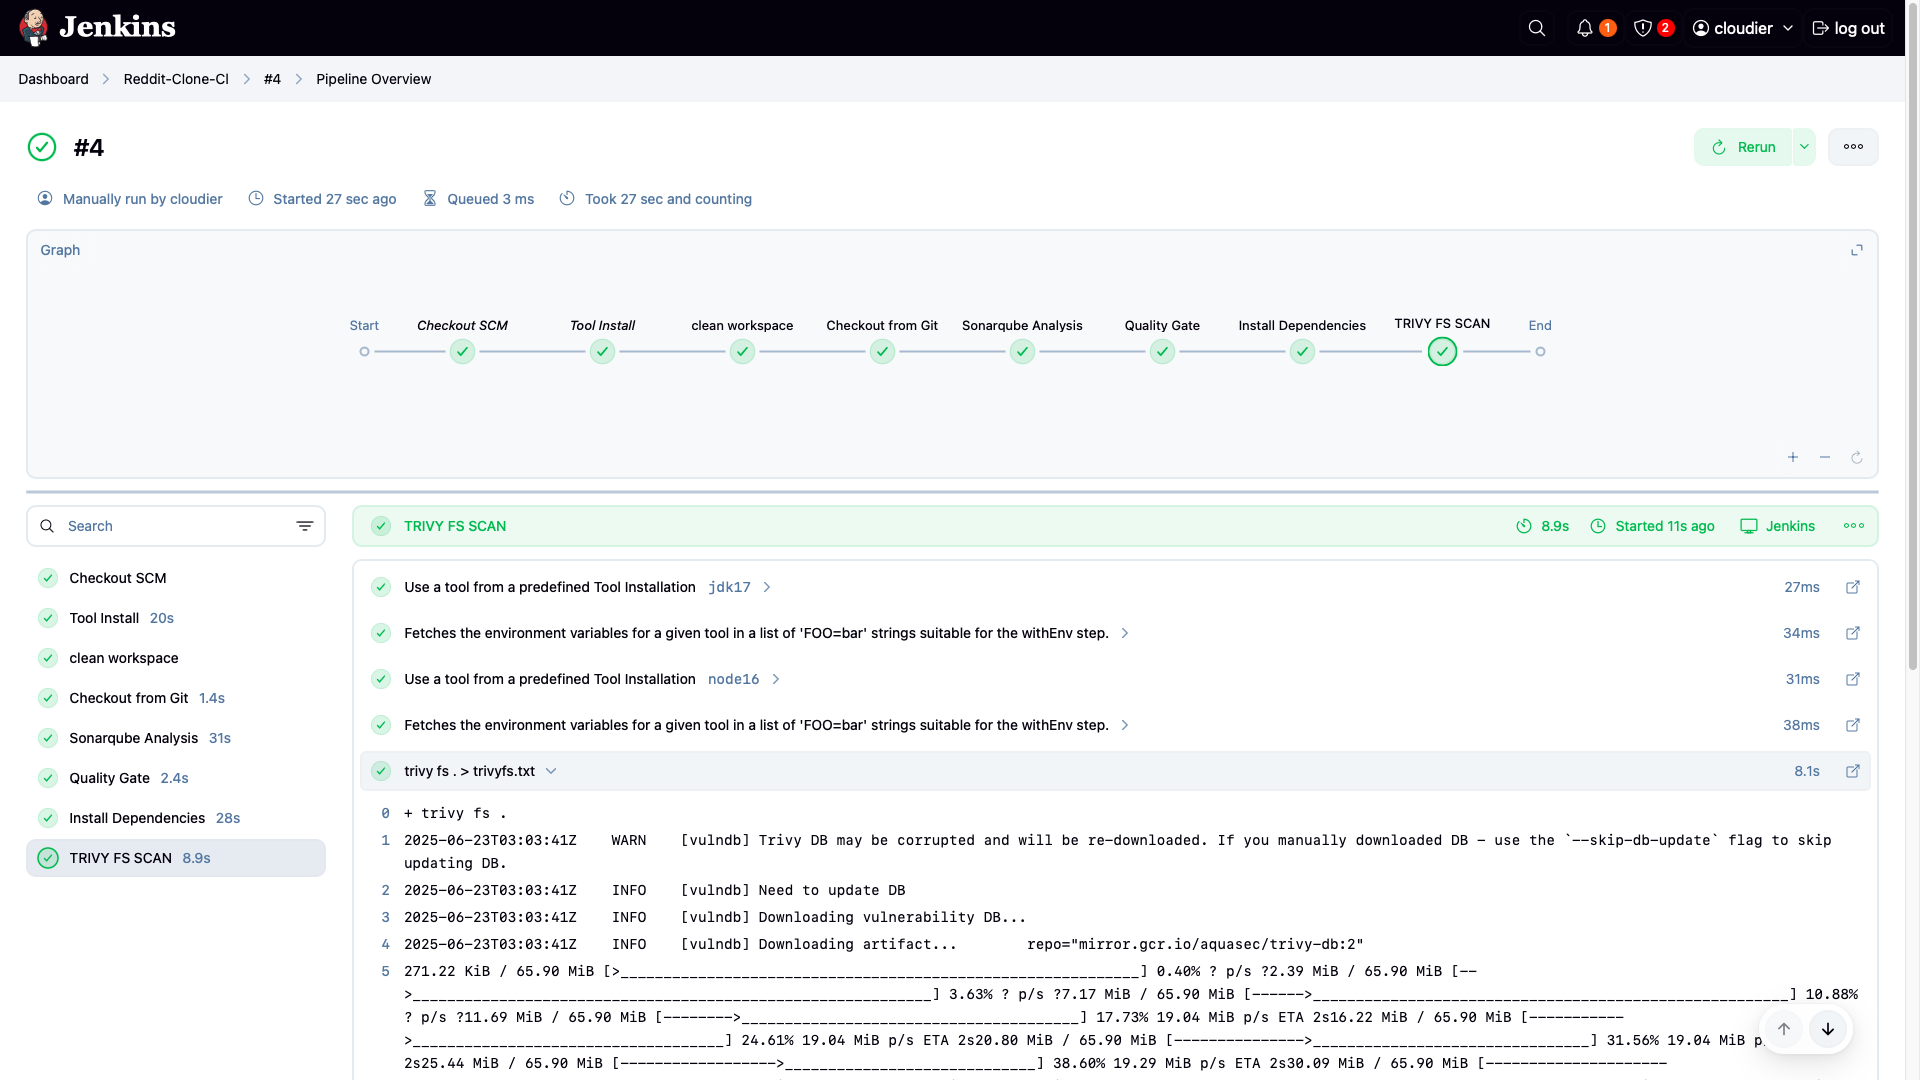 Jenkins
1
2
cloudier
log out
Dashboard > Reddit-Clone-CI > #4 > Pipeline Overview
#4
Rerun
Manually run by cloudier
Started 27 sec ago
Queued 3 ms
Took 27 sec and counting
Graph
Start
Checkout SCM
Tool Install
clean workspace
Checkout from Git
Sonarqube Analysis
Quality Gate
Install Dependencies
TRIVY FS SCAN
End
Search
Checkout SCM
Tool Install 20s
clean workspace
Checkout from Git 1.4s
Sonarqube Analysis 31s
Quality Gate 2.4s
Install Dependencies 28s
TRIVY FS SCAN 8.9s
TRIVY FS SCAN
8.9s
Started 11s ago
Jenkins
Use a tool from a predefined Tool Installation jdk17 27ms
Fetches the environment variables for a given tool in a list of 'FOO=bar' strings suitable for the withEnv step. 34ms
Use a tool from a predefined Tool Installation node16 31ms
Fetches the environment variables for a given tool in a list of 'FOO=bar' strings suitable for the withEnv step. 38ms
trivy fs . > trivyfs.txt 8.1s
0 + trivy fs .
1 2025-06-23T03:03:41Z WARN [vulndb] Trivy DB may be corrupted and will be re-downloaded. If you manually downloaded DB - use the `--skip-db-update` flag to skip
updating DB.
2 2025-06-23T03:03:41Z INFO [vulndb] Need to update DB
3 2025-06-23T03:03:41Z INFO [vulndb] Downloading vulnerability DB...
4 2025-06-23T03:03:41Z INFO [vulndb] Downloading artifact... repo="mirror.gcr.io/aquasec/trivy-db:2"
5 271.22 KiB / 65.90 MiB [>____________________________________________________________] 0.40% ? p/s ?2.39 MiB / 65.90 MiB [--
>____________________________________________________________] 3.63% ? p/s ?7.17 MiB / 65.90 MiB [------>_______________________________________________________] 10.88%
? p/s ?11.69 MiB / 65.90 MiB [-------->_______________________________________] 17.73% 19.04 MiB p/s ETA 2s16.22 MiB / 65.90 MiB [-----------
>____________________________________] 24.61% 19.04 MiB p/s ETA 2s20.80 MiB / 65.90 MiB [--------------->________________________________] 31.56% 19.04 MiB
2s25.44 MiB / 65.90 MiB [------------------>_____________________________] 38.60% 19.29 MiB p/s ETA 2s30.09 MiB / 65.90 MiB [---------------------